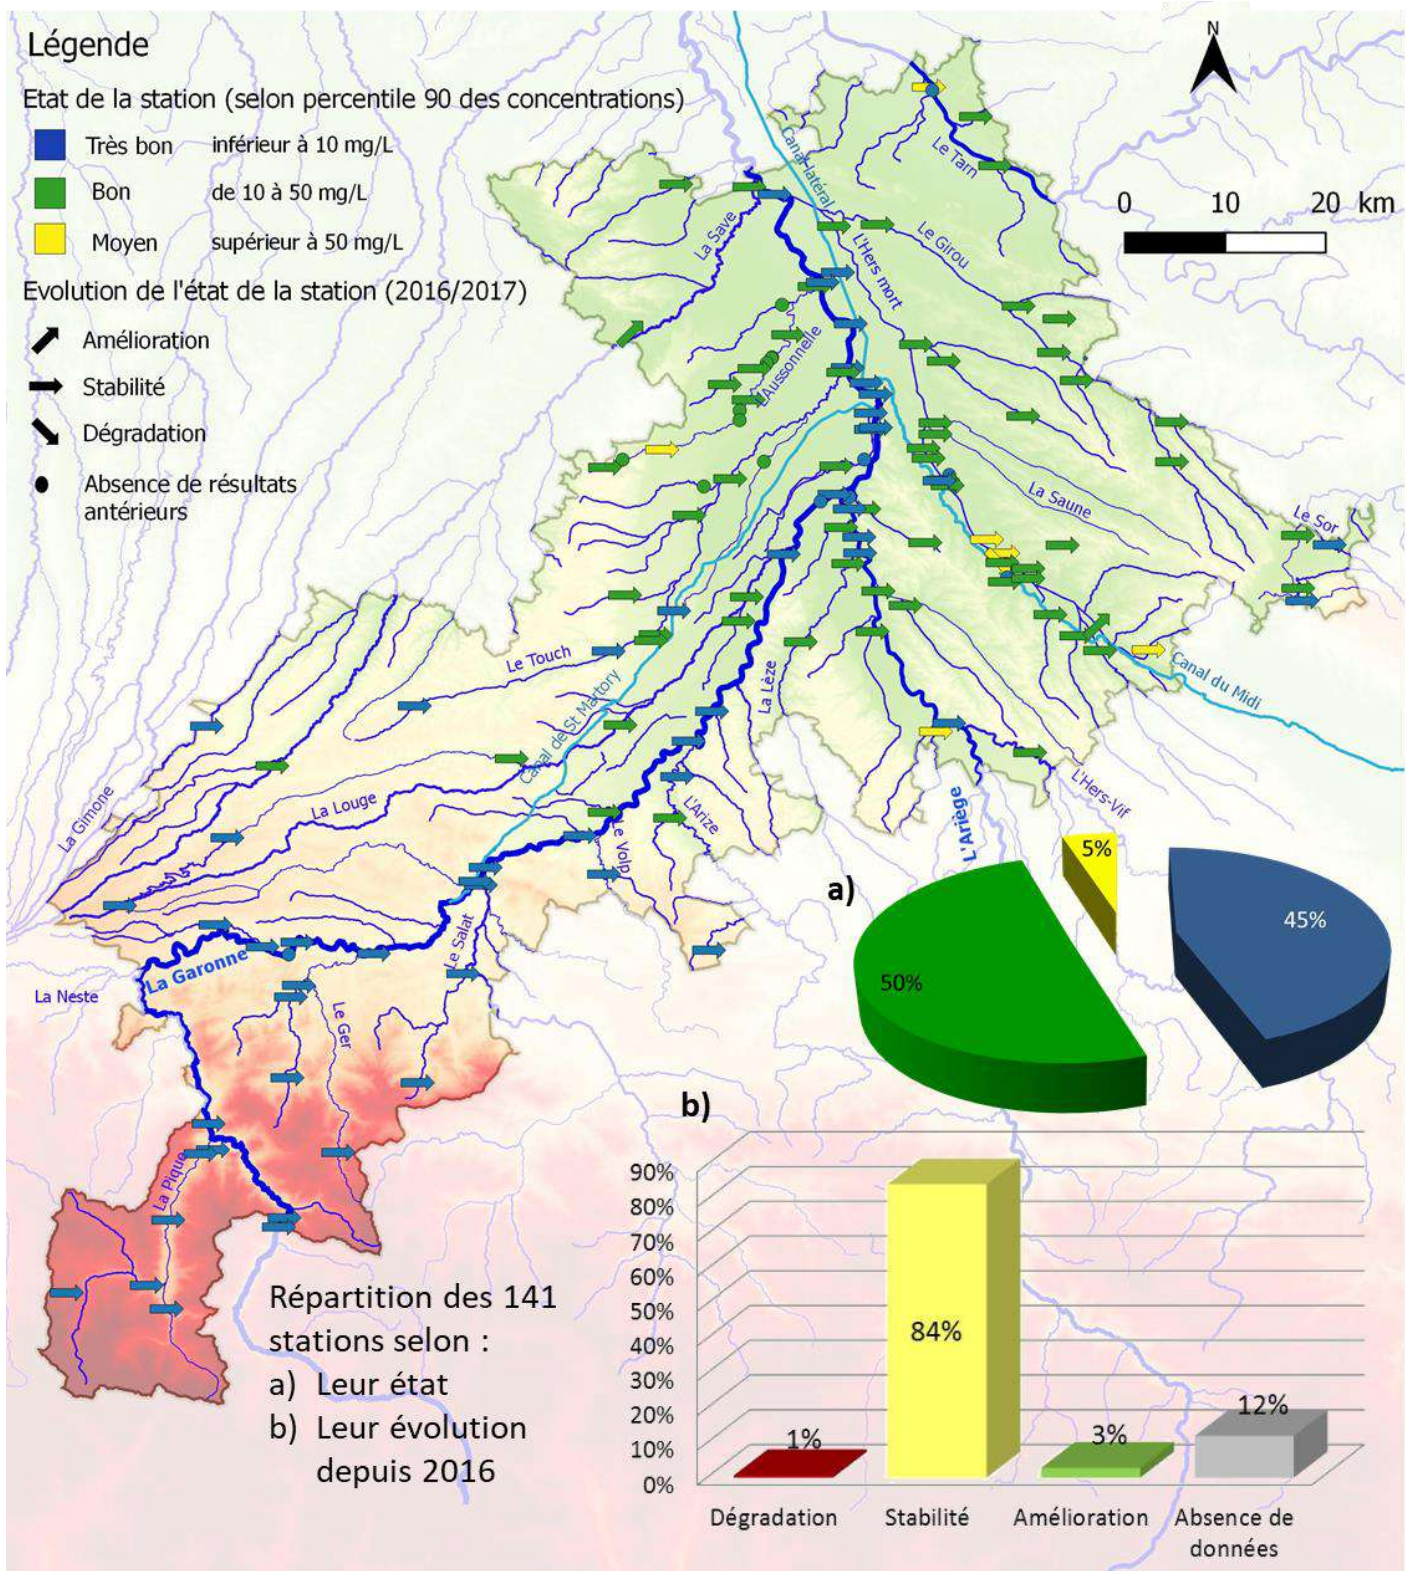 Légende
Etat de la station (selon percentile 90 des concentrations)
Très bon inférieur à 10 mg/L
Bon de 10 à 50 mg/L
Moyen supérieur à 50 mg/L
Evolution de l'état de la station (2016/2017)
Amélioration
Stabilité
Dégradation
Absence de résultats
antérieurs
N
0 10 20 km
Canal latéral
Le Tarn
La Save
L'Hers mort
Le Girou
L'Aussonnelle
La Saune
Le Sor
Le Touch
Canal de St Martory
La Lèze
Canal du Midi
La Gimone
La Louge
L'Arize
Le Volp
L'Hers-Vif
L'Ariège
Le Salat
La Garonne
La Neste
Le Ger
La Pique
a)
5%
45%
50%
b)
90%
80%
70%
60%
50%
40%
30%
20%
10%
0%
1%
84%
3%
12%
Dégradation Stabilité Amélioration Absence de
données
Répartition des 141
stations selon :
a) Leur état
b) Leur évolution
depuis 2016